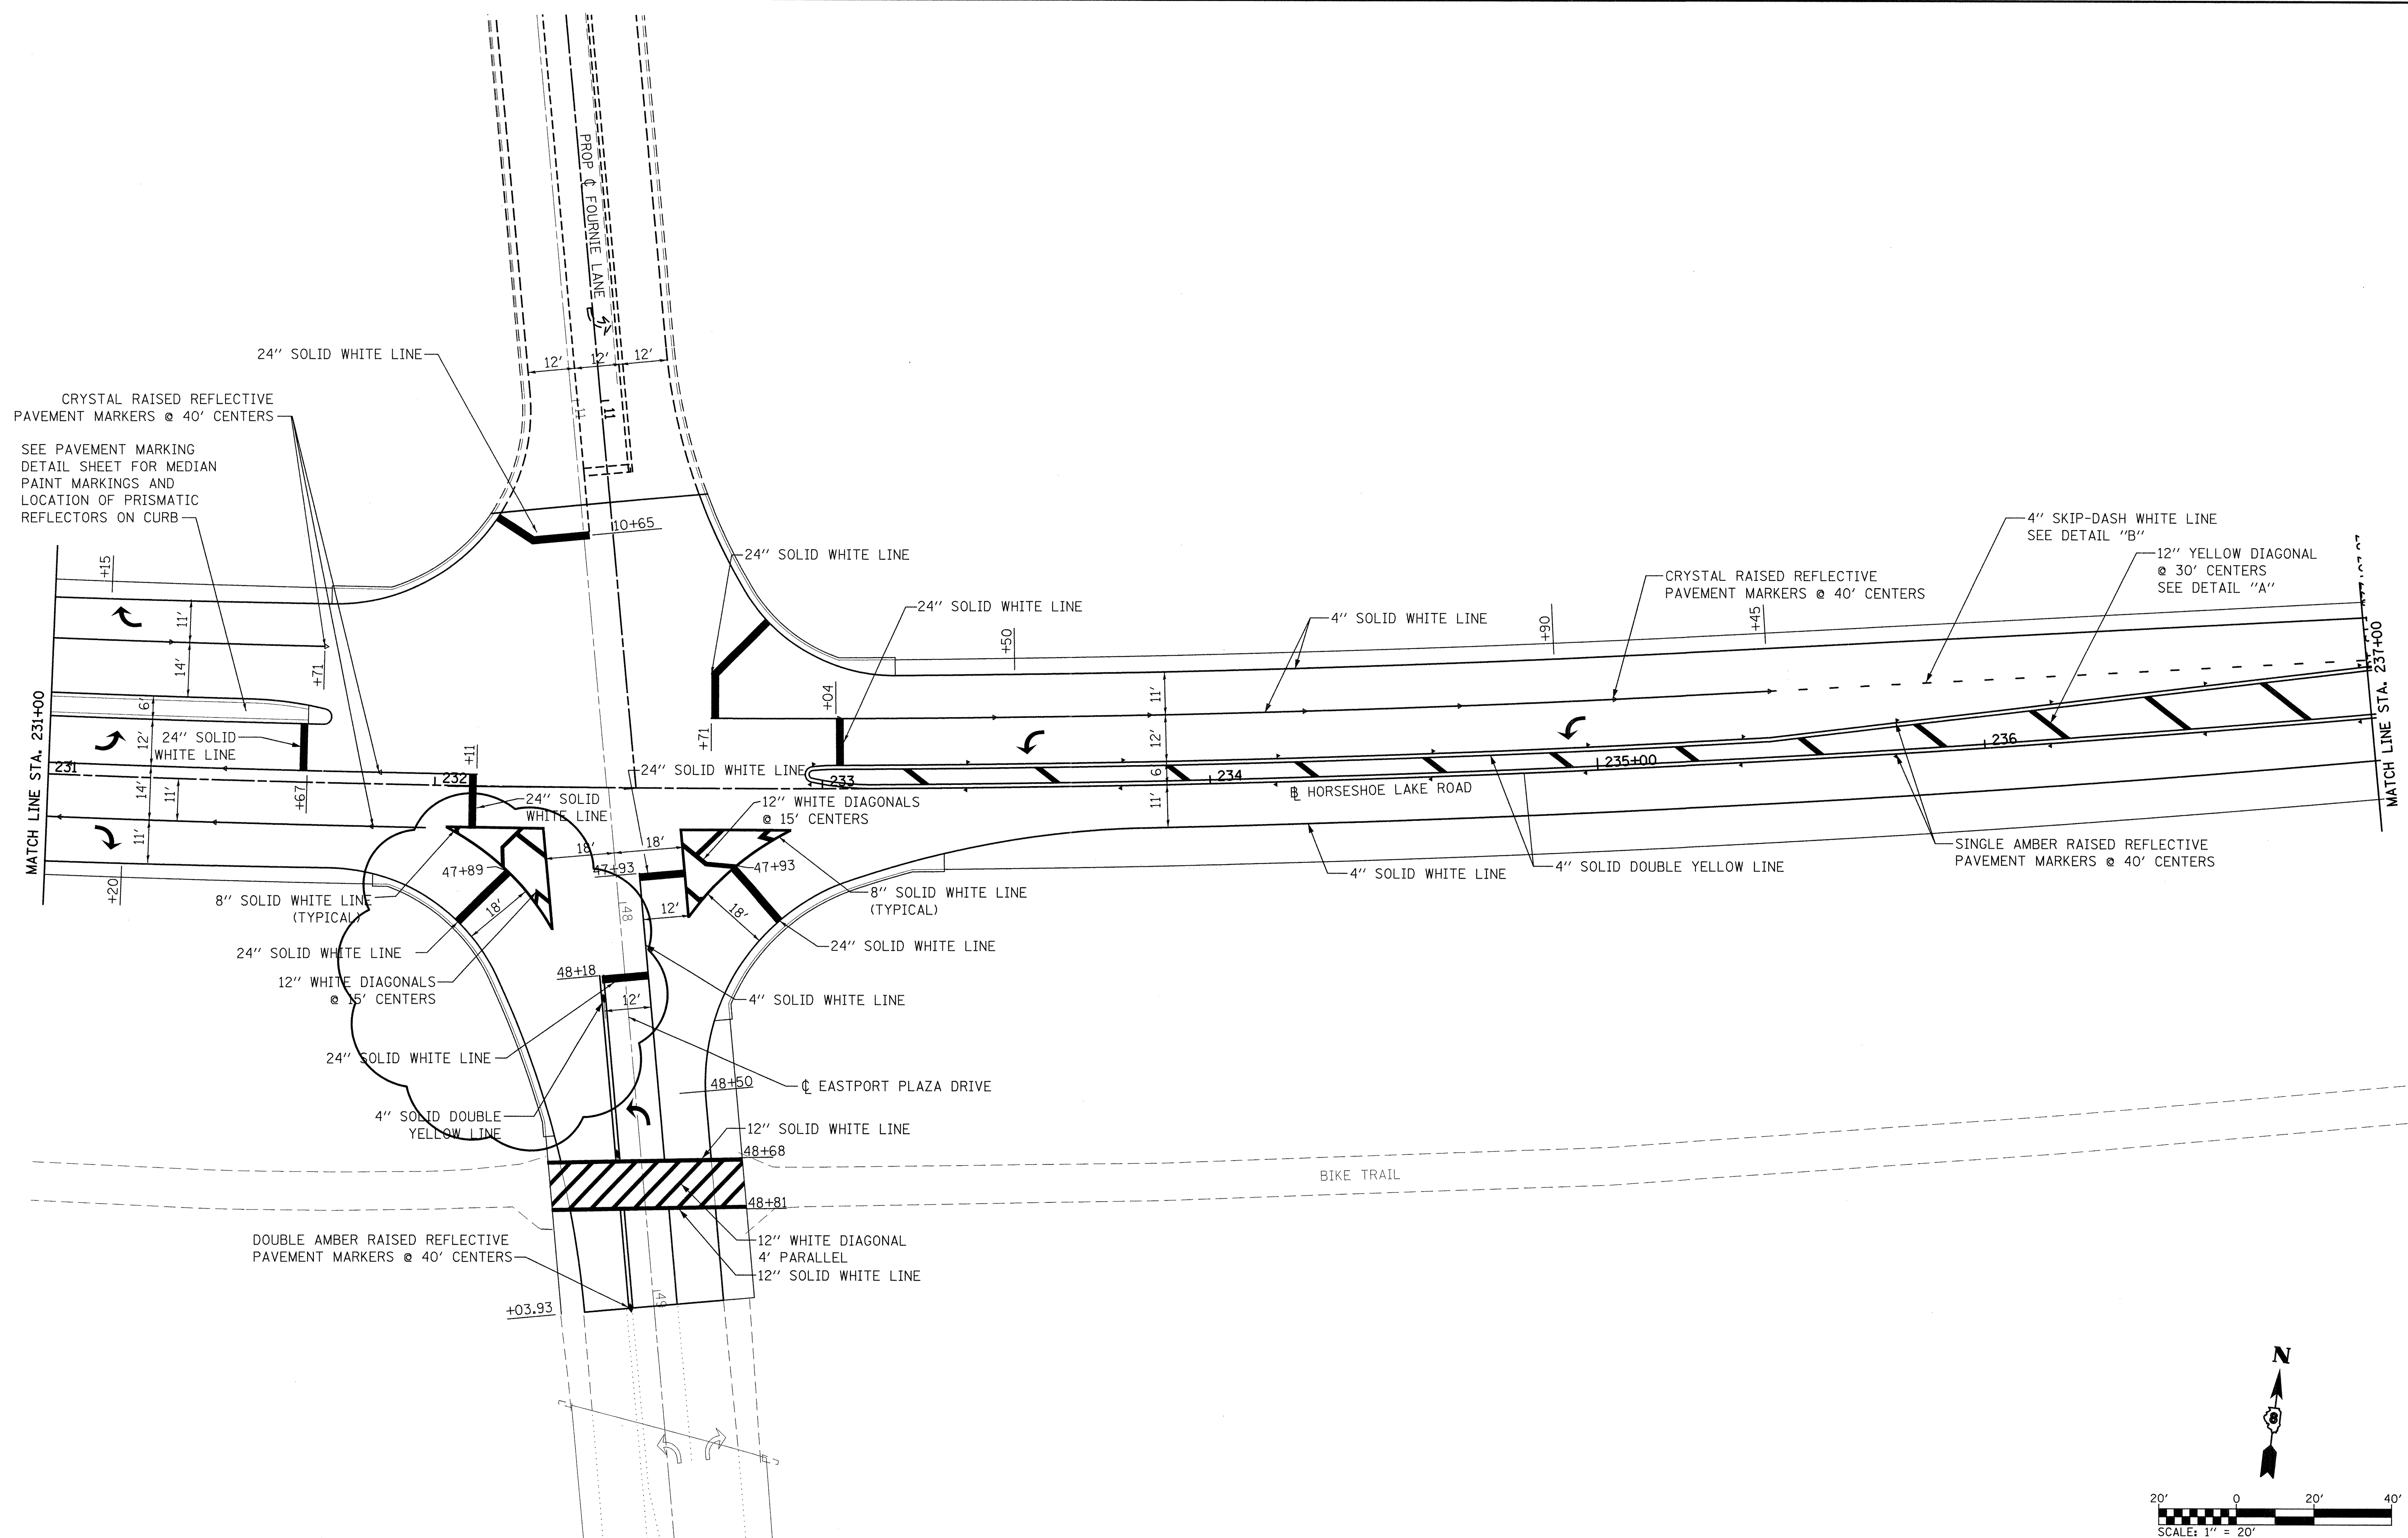 PROP ℄ FOURNIE LANE
24" SOLID WHITE LINE
12'
12'
12'
CRYSTAL RAISED REFLECTIVE
PAVEMENT MARKERS @ 40' CENTERS
11
11
SEE PAVEMENT MARKING
DETAIL SHEET FOR MEDIAN
PAINT MARKINGS AND
LOCATION OF PRISMATIC
REFLECTORS ON CURB
10+65
24" SOLID WHITE LINE
4" SKIP-DASH WHITE LINE
SEE DETAIL "B"
12" YELLOW DIAGONAL
@ 30' CENTERS
SEE DETAIL "A"
CRYSTAL RAISED REFLECTIVE
PAVEMENT MARKERS @ 40' CENTERS
24" SOLID WHITE LINE
4" SOLID WHITE LINE
+15
+50
+90
+45
11'
14'
+71
6'
12'
14'
11'
11'
24" SOLID
WHITE LINE
+67
+11
+20
MATCH LINE STA. 231+00
231
232
+71
+04
11'
12'
6'
11'
24" SOLID WHITE LINE
233
234
235+00
236
MATCH LINE STA. 237+00
24" SOLID
WHITE LINE
12" WHITE DIAGONALS
@ 15' CENTERS
HORSESHOE LAKE ROAD
SINGLE AMBER RAISED REFLECTIVE
PAVEMENT MARKERS @ 40' CENTERS
4" SOLID DOUBLE YELLOW LINE
4" SOLID WHITE LINE
18'
18'
47+89
47+93
47+93
8" SOLID WHITE LINE
(TYPICAL)
8" SOLID WHITE LINE
(TYPICAL)
18'
12'
18'
48
24" SOLID WHITE LINE
24" SOLID WHITE LINE
12" WHITE DIAGONALS
@ 15' CENTERS
48+18
12'
4" SOLID WHITE LINE
24" SOLID WHITE LINE
48+50
℄ EASTPORT PLAZA DRIVE
4" SOLID DOUBLE
YELLOW LINE
12" SOLID WHITE LINE
48+68
BIKE TRAIL
48+81
DOUBLE AMBER RAISED REFLECTIVE
PAVEMENT MARKERS @ 40' CENTERS
12" WHITE DIAGONAL
4' PARALLEL
12" SOLID WHITE LINE
49
+03.93
N
8
20'
0
20'
40'
SCALE: 1" = 20'